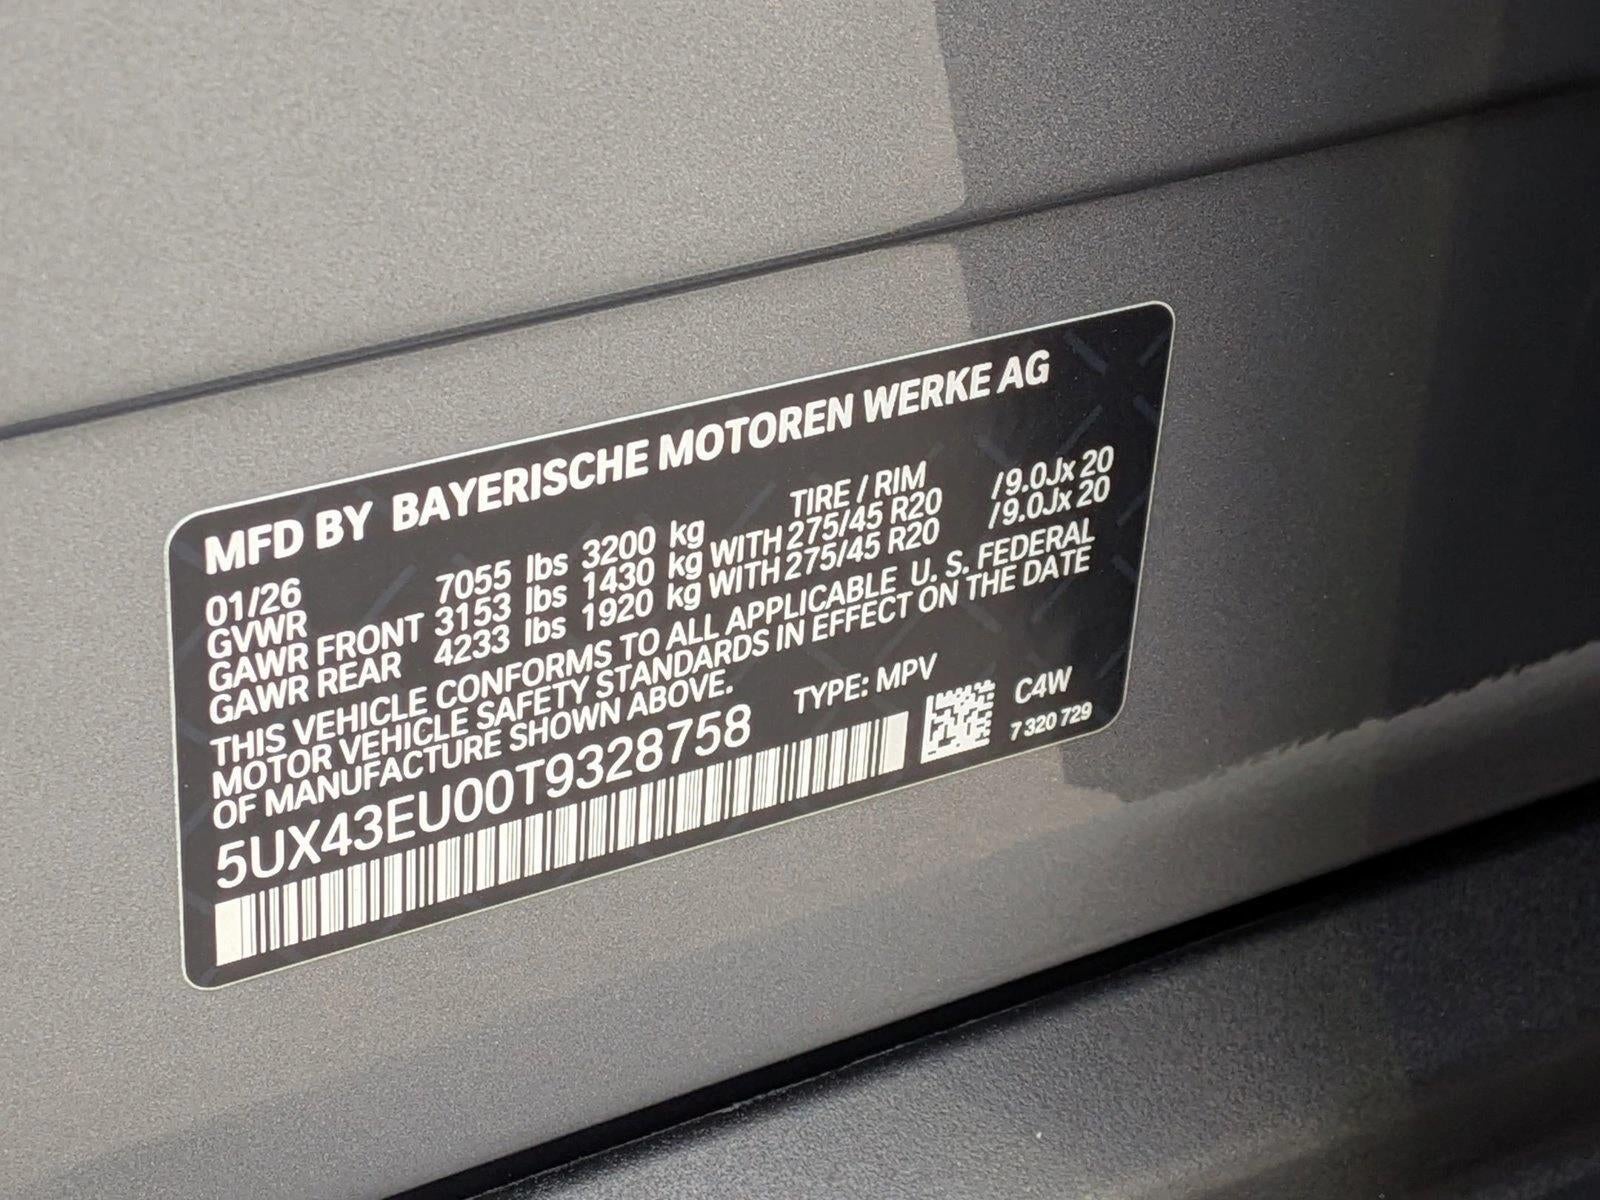 MFD BY BAYERISCHE MOTOREN WERKE AG
01/26 TIRE / RIM
GVWR 7055 lbs 3200 kg
GAWR FRONT 3153 lbs 1430 kg WITH 275/45 R20 /9.0Jx 20
GAWR REAR 4233 lbs 1920 kg WITH 275/45 R20 /9.0Jx 20
THIS VEHICLE CONFORMS TO ALL APPLICABLE U. S. FEDERAL
MOTOR VEHICLE SAFETY STANDARDS IN EFFECT ON THE DATE
OF MANUFACTURE SHOWN ABOVE.
5UX43EU00T9328758 TYPE: MPV
C4W
7 320 729